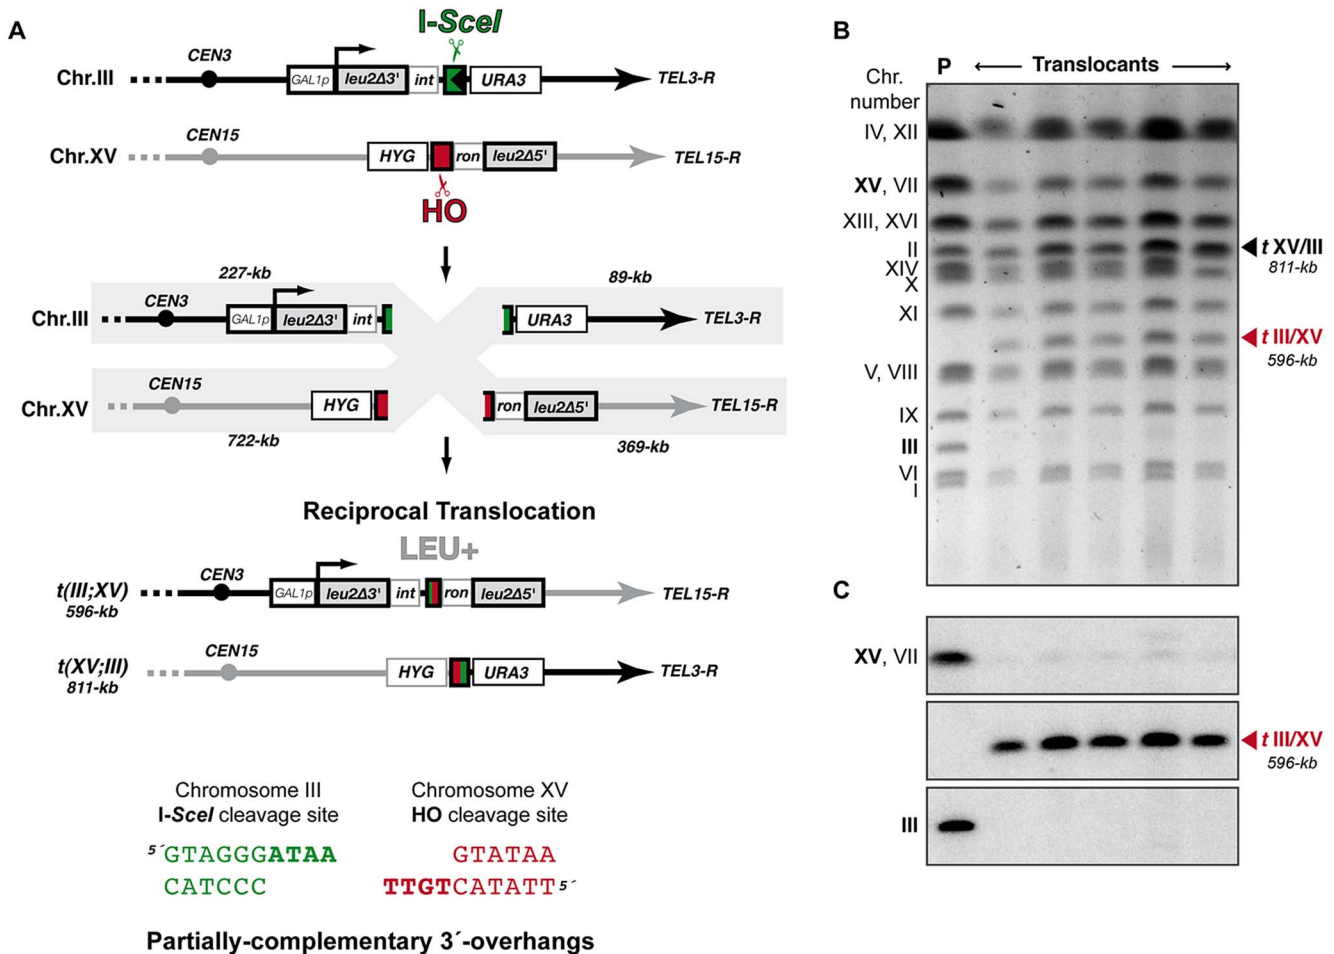 A
I-SceI
CEN3
Chr.III
GAL1p
leu2Δ3'
int
URA3
TEL3-R
CEN15
Chr.XV
HYG
ron
leu2Δ5'
TEL15-R
HO
227-kb
89-kb
CEN3
Chr.III
GAL1p
leu2Δ3'
int
URA3
TEL3-R
CEN15
Chr.XV
HYG
ron
leu2Δ5'
TEL15-R
722-kb
369-kb
Reciprocal Translocation
LEU+
t(III;XV)
596-kb
CEN3
GAL1p
leu2Δ3'
int
ron
leu2Δ5'
TEL15-R
t(XV;III)
811-kb
CEN15
HYG
URA3
TEL3-R
Chromosome III
I-SceI cleavage site
5´GTAGGGATAA
CATCCC
Chromosome XV
HO cleavage site
GTATAA
TTGTCATATT5´
Partially-complementary 3´-overhangs
B
P
Translocants
Chr.
number
IV, XII
XV, VII
XIII, XVI
II
XIV
X
XI
V, VIII
IX
III
VI
I
t XV/III
811-kb
t III/XV
596-kb
C
XV, VII
t III/XV
596-kb
III